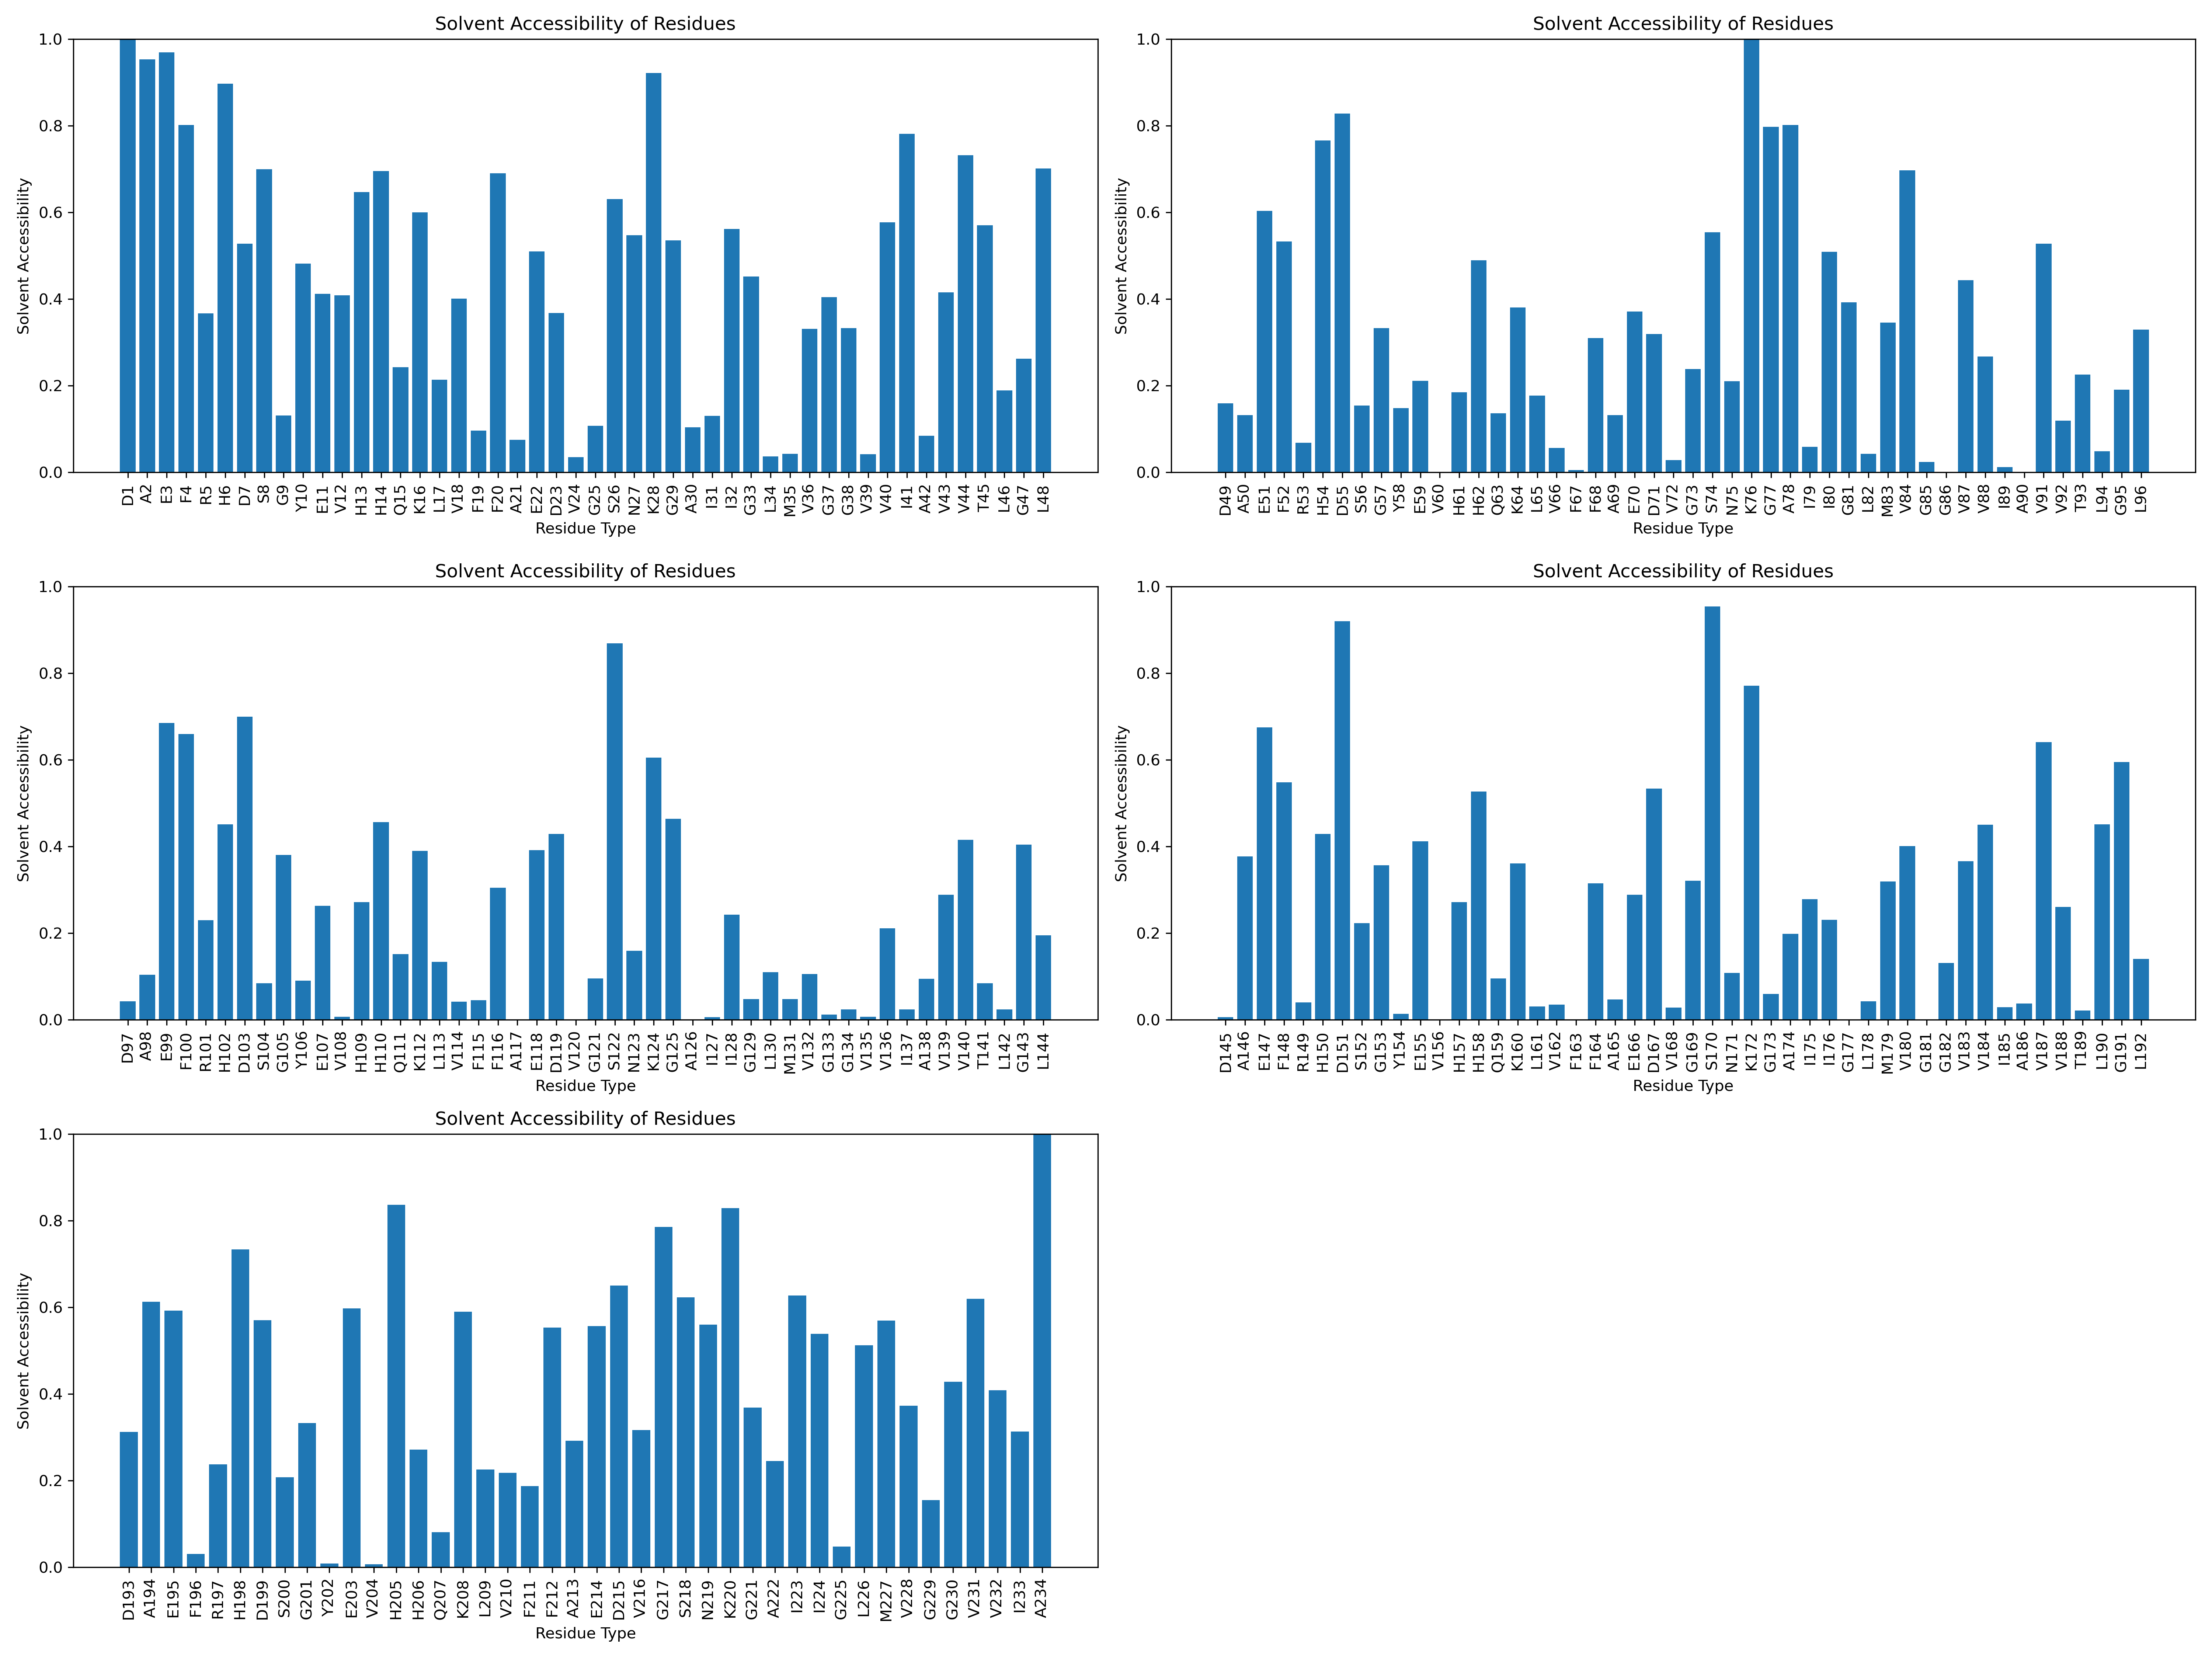 Solvent Accessibility of Residues
Solvent Accessibility
1.0
0.8
0.6
0.4
0.2
0.0
D1 A2 E3 F4 R5 H6 D7 S8 G9 Y10 E11 V12 H13 H14 Q15 K16 L17 V18 F19 F20 A21 E22 D23 V24 G25 S26 N27 K28 G29 A30 I31 I32 G33 L34 M35 V36 G37 G38 V39 V40 I41 A42 V43 V44 T45 L46 G47 L48
Residue Type
Solvent Accessibility of Residues
Solvent Accessibility
1.0
0.8
0.6
0.4
0.2
0.0
D49 A50 E51 F52 R53 H54 D55 S56 G57 Y58 E59 V60 H61 H62 Q63 K64 L65 V66 F67 F68 A69 E70 D71 V72 G73 S74 N75 K76 G77 A78 I79 I80 G81 L82 M83 V84 G85 G86 V87 V88 I89 A90 V91 V92 T93 L94 G95 L96
Residue Type
Solvent Accessibility of Residues
Solvent Accessibility
1.0
0.8
0.6
0.4
0.2
0.0
D97 A98 E99 F100 R101 H102 D103 S104 G105 Y106 E107 V108 H109 H110 Q111 K112 L113 V114 F115 F116 A117 E118 D119 V120 G121 S122 N123 K124 G125 A126 I127 I128 G129 L130 M131 V132 G133 G134 V135 V136 I137 A138 V139 V140 T141 L142 G143 L144
Residue Type
Solvent Accessibility of Residues
Solvent Accessibility
1.0
0.8
0.6
0.4
0.2
0.0
D145 A146 E147 F148 R149 H150 D151 S152 G153 Y154 E155 V156 H157 H158 Q159 K160 L161 V162 F163 F164 A165 E166 D167 V168 G169 S170 N171 K172 G173 A174 I175 I176 G177 L178 M179 V180 G181 G182 V183 V184 I185 A186 V187 V188 T189 L190 G191 L192
Residue Type
Solvent Accessibility of Residues
Solvent Accessibility
1.0
0.8
0.6
0.4
0.2
0.0
D193 A194 E195 F196 R197 H198 D199 S200 G201 Y202 E203 V204 H205 H206 Q207 K208 L209 V210 F211 F212 A213 E214 D215 V216 G217 S218 N219 K220 G221 A222 I223 I224 G225 L226 M227 V228 G229 G230 V231 V232 I233 A234
Residue Type